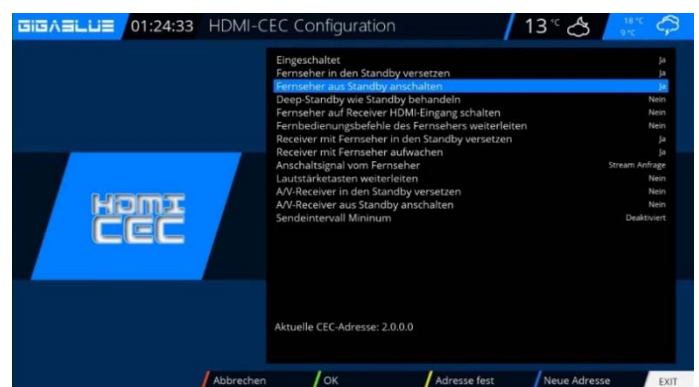 GIGABLUE 01:24:33 HDMI-CEC Configuration 13 °C 18 °C
9 °C
Eingeschaltet Ja
Fernseher in den Standby versetzen Ja
Fernseher aus Standby anschalten Ja
Deep-Standby wie Standby behandeln Nein
Fernseher auf Receiver HDMI-Eingang schalten Nein
Fernbedienungsbefehle des Fernsehers weiterleiten Nein
Receiver mit Fernseher in den Standby versetzen Ja
Receiver mit Fernseher aufwachen Ja
Anschaltsignal vom Fernseher Stream Anfrage
Lautstärketasten weiterleiten Nein
A/V-Receiver in den Standby versetzen Nein
A/V-Receiver aus Standby anschalten Nein
Sendeintervall Mininum Deaktiviert
HDMI
CEC
Aktuelle CEC-Adresse: 2.0.0.0
Abbrechen OK Adresse fest Neue Adresse EXIT